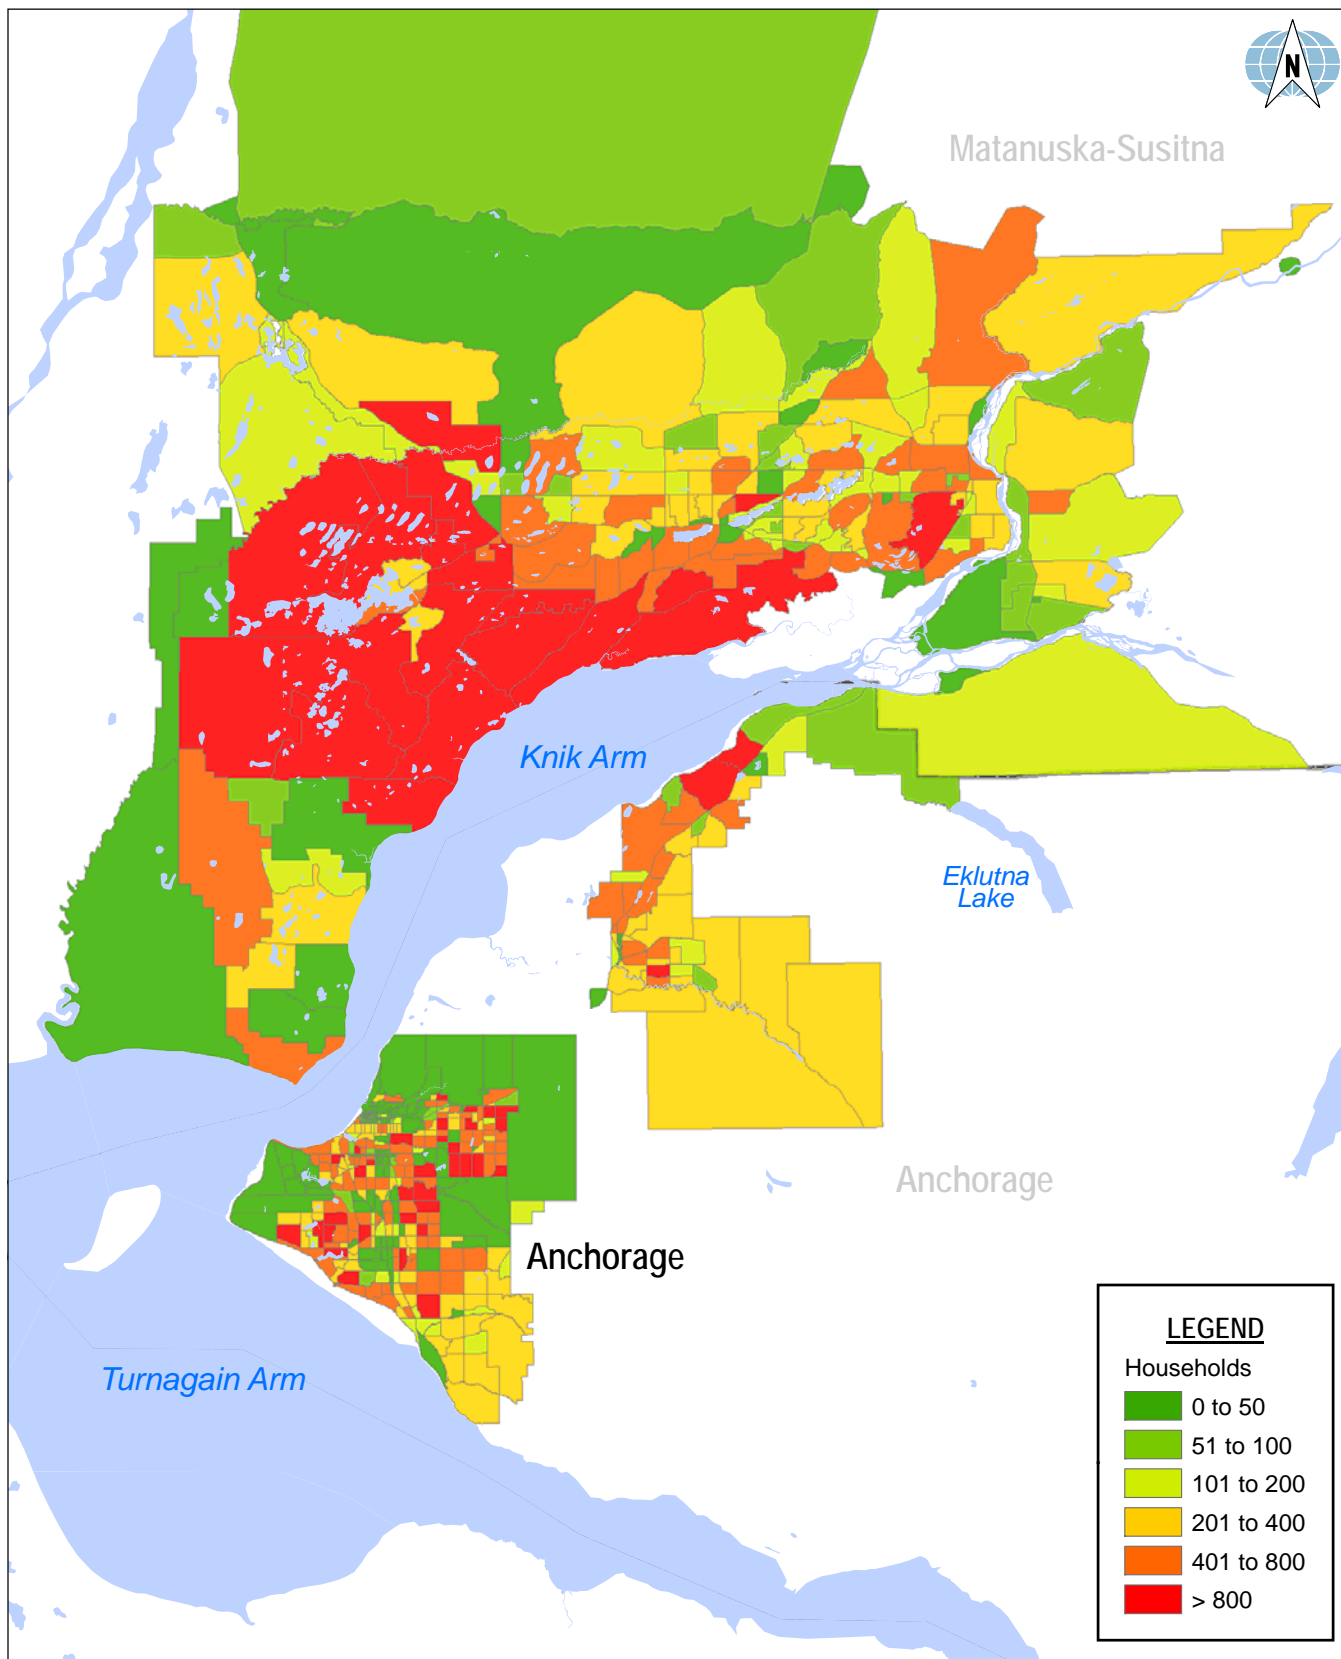 N
Matanuska-Susitna
Knik Arm
Eklutna
Lake
Anchorage
Anchorage
Turnagain Arm
LEGEND
Households
0 to 50
51 to 100
101 to 200
201 to 400
401 to 800
> 800